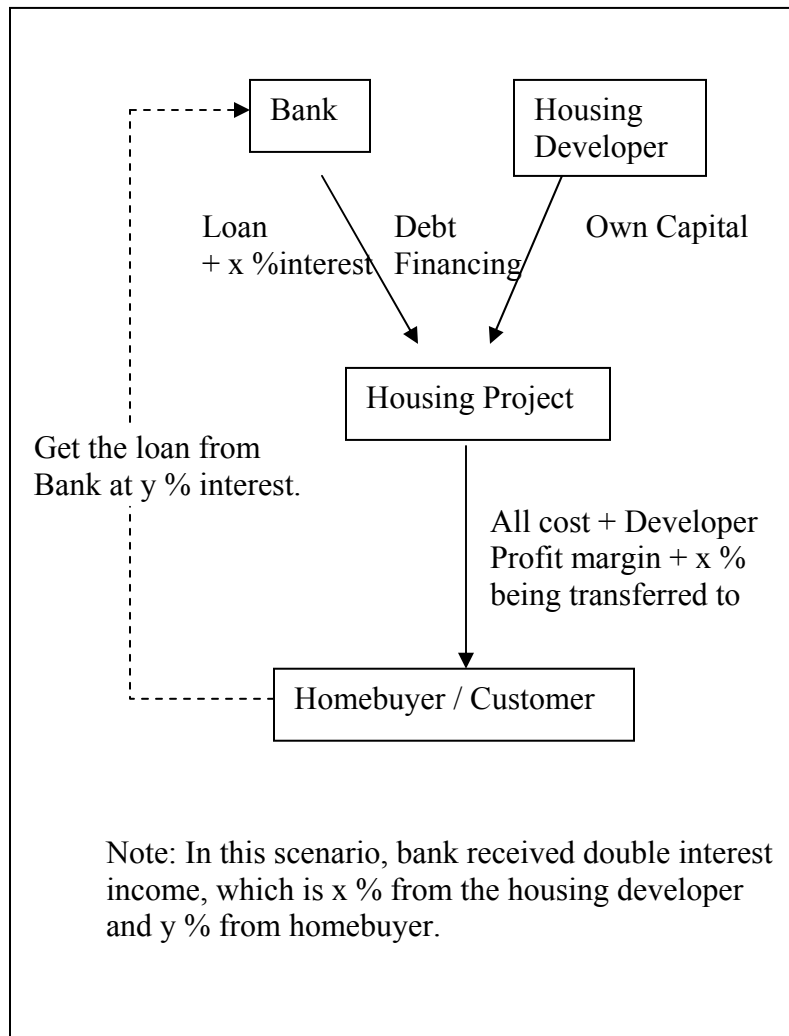 Bank
Housing
Developer
Loan
+ x %interest
Debt
Financing
Own Capital
Housing Project
Get the loan from
Bank at y % interest.
All cost + Developer
Profit margin + x %
being transferred to
Homebuyer / Customer
Note: In this scenario, bank received double interest
income, which is x % from the housing developer
and y % from homebuyer.